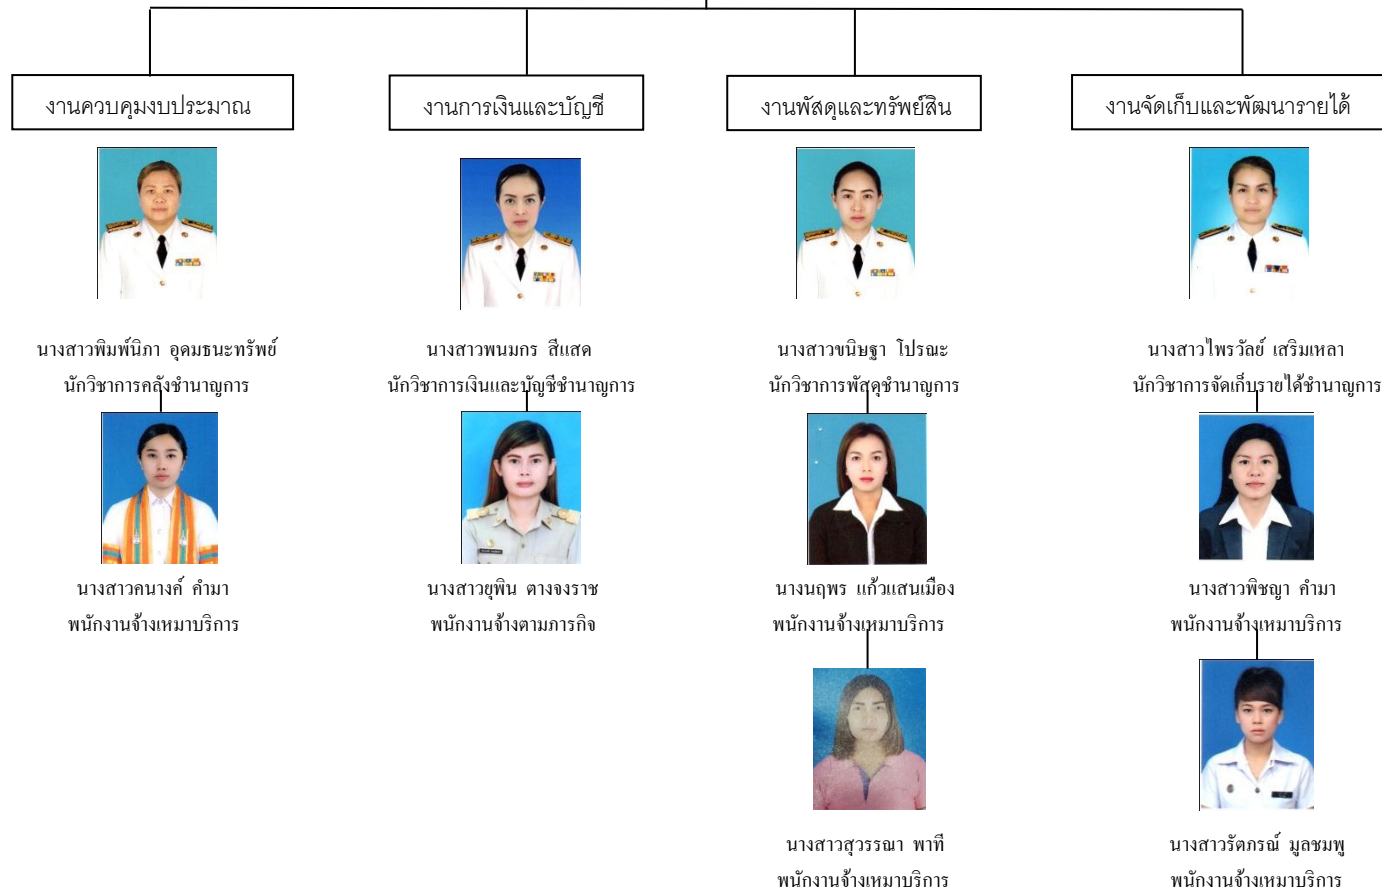 งานควบคุมงบประมาณ
งานการเงินและบัญชี
งานพัสดุและทรัพย์สิน
งานจัดเก็บและพัฒนารายได้
นางสาวพิมพ์นิภา อุดมธนะทรัพย์
นักวิชาการคลังชำนาญการ
นางสาวพนมกร สีแสด
นักวิชาการเงินและบัญชีชำนาญการ
นางสาวขนิษฐา โปรณะ
นักวิชาการพัสดุชำนาญการ
นางสาวไพรวัลย์ เสริมเหลา
นักวิชาการจัดเก็บรายได้ชำนาญการ
นางสาวคนางค์ คำมา
พนักงานจ้างเหมาบริการ
นางสาวยุพิน ตางจงราช
พนักงานจ้างตามภารกิจ
นางนฤพร แก้วแสนเมือง
พนักงานจ้างเหมาบริการ
นางสาวพิชญา คำมา
พนักงานจ้างเหมาบริการ
นางสาวสุวรรณา พาที
พนักงานจ้างเหมาบริการ
นางสาวรัตภรณ์ มูลชมพู
พนักงานจ้างเหมาบริการ